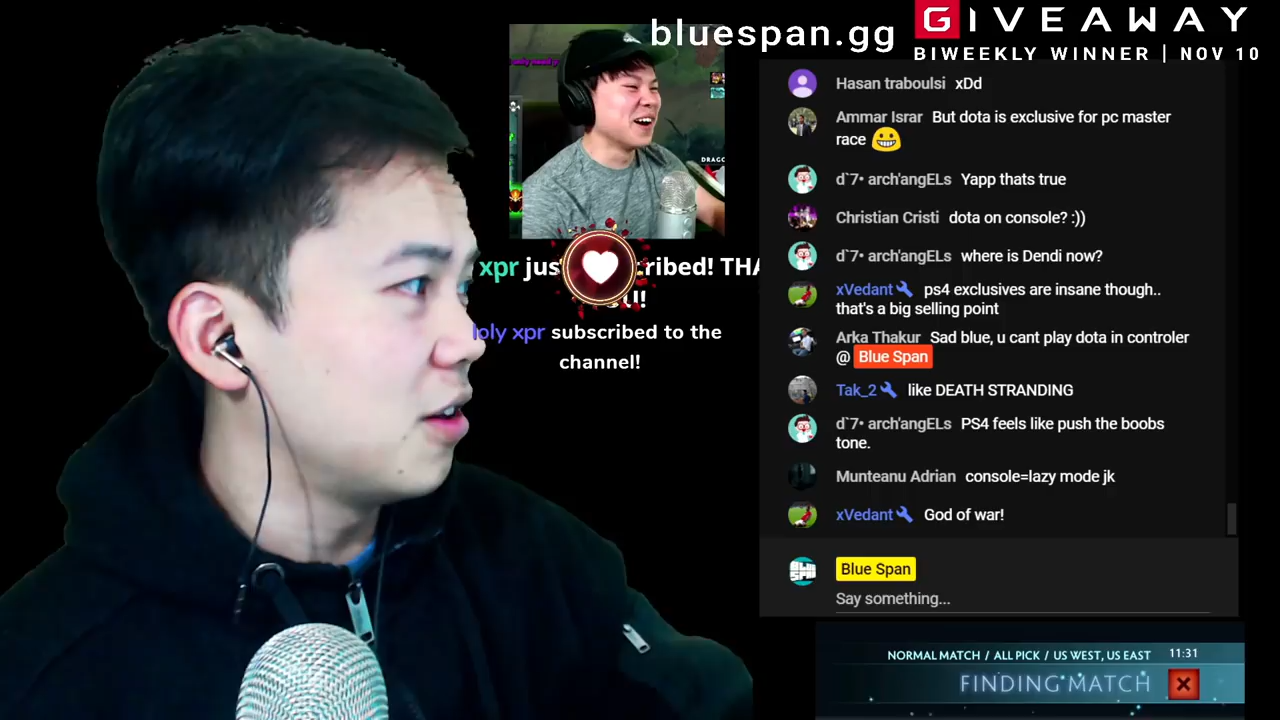 bluespan.gg
GIVEAWAY
BIWEEKLY WINNER | NOV 10
Hasan traboulsi xDd
Ammar Israr But dota is exclusive for pc master
race 😀
d`7• arch'angELs Yapp thats true
Christian Cristi dota on console? :))
d`7• arch'angELs where is Dendi now?
xVedant ps4 exclusives are insane though..
that's a big selling point
Arka Thakur Sad blue, u cant play dota in controler
@ Blue Span
Tak_2 like DEATH STRANDING
d`7• arch'angELs PS4 feels like push the boobs
tone.
Munteanu Adrian console=lazy mode jk
xVedant God of war!
Blue Span
Say something...
DRAGO
xpr
subscribed to the
channel!
NORMAL MATCH / ALL PICK / US WEST, US EAST 11:31
FINDING MATCH